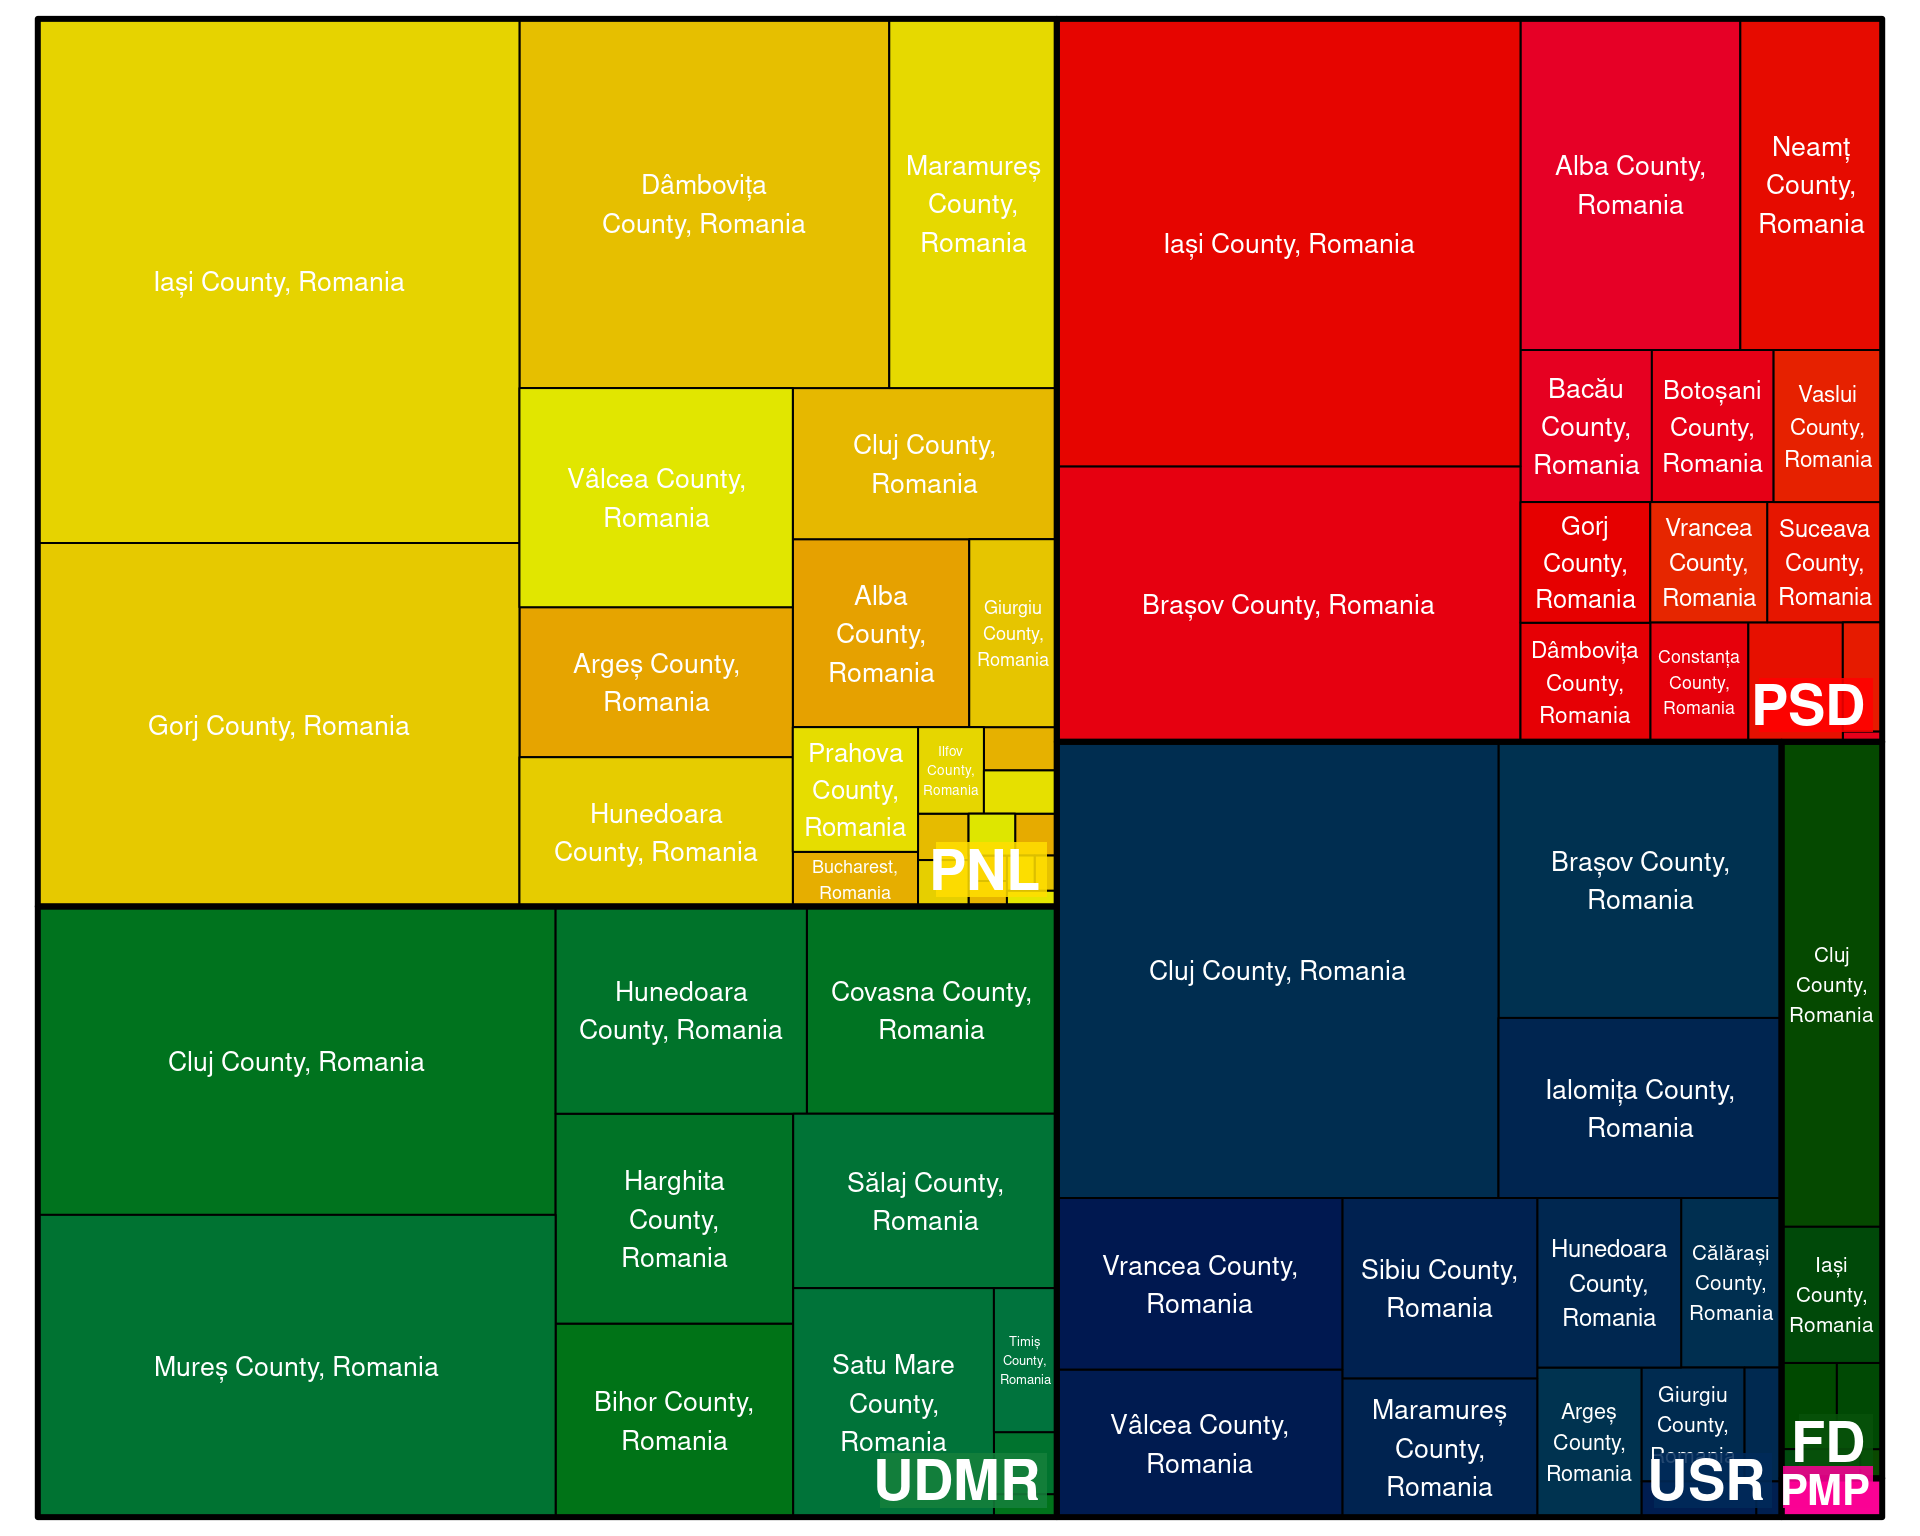 Iași County, Romania
Gorj County, Romania
Dâmbovița
County, Romania
Maramureș
County,
Romania
Vâlcea County,
Romania
Cluj County,
Romania
Argeș County,
Romania
Alba
County,
Romania
Giurgiu
County,
Romania
Hunedoara
County, Romania
Prahova
County,
Romania
Ilfov
County,
Romania
Bucharest,
Romania
PNL
Iași County, Romania
Brașov County, Romania
Alba County,
Romania
Neamț
County,
Romania
Bacău
County,
Romania
Botoșani
County,
Romania
Vaslui
County,
Romania
Gorj
County,
Romania
Vrancea
County,
Romania
Suceava
County,
Romania
Dâmbovița
County,
Romania
Constanța
County,
Romania
PSD
Cluj County, Romania
Mureș County, Romania
Hunedoara
County, Romania
Covasna County,
Romania
Harghita
County,
Romania
Sălaj County,
Romania
Bihor County,
Romania
Satu Mare
County,
Romania
Timiș
County,
Romania
UDMR
Cluj County, Romania
Brașov County,
Romania
Ialomița County,
Romania
Vrancea County,
Romania
Vâlcea County,
Romania
Sibiu County,
Romania
Maramureș
County,
Romania
Hunedoara
County,
Romania
Călărași
County,
Romania
Argeș
County,
Romania
Giurgiu
County,
Romania
USR
Cluj
County,
Romania
Iași
County,
Romania
FD
PMP